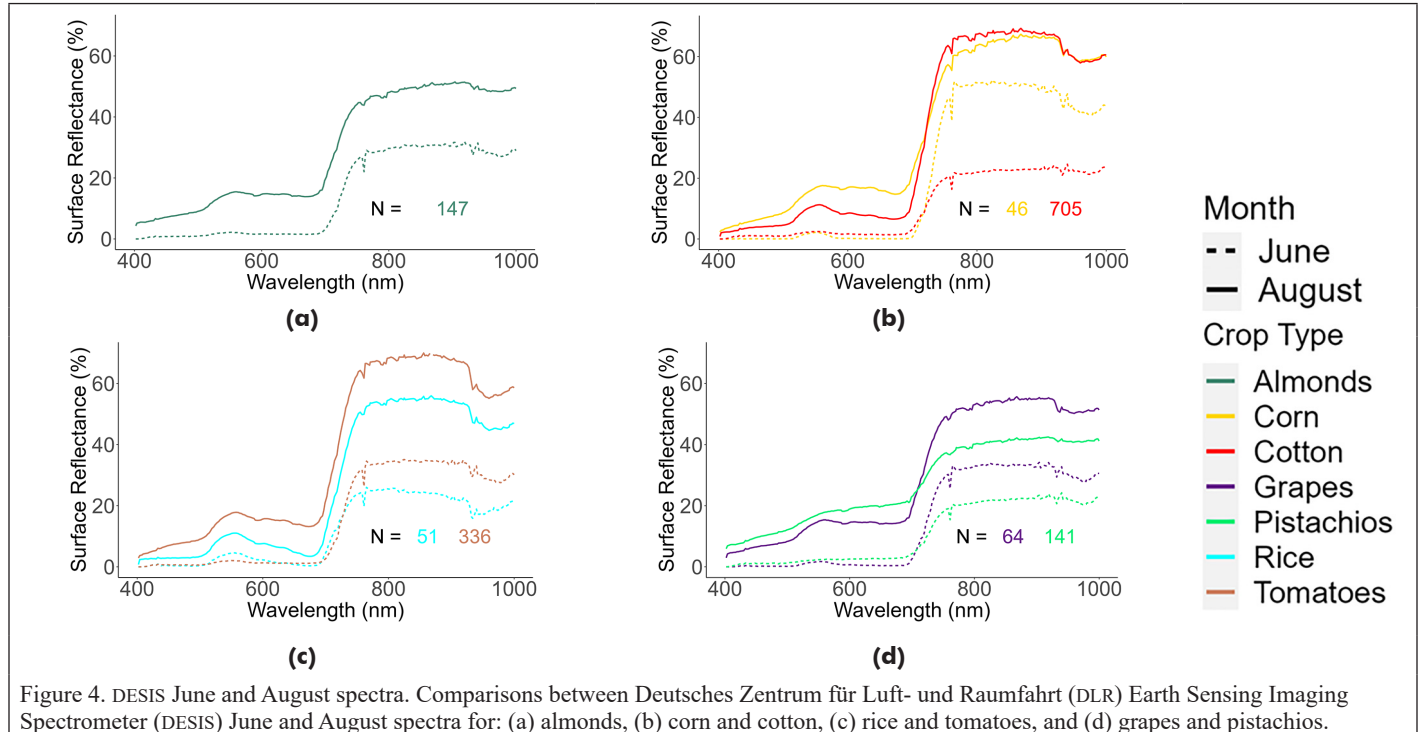 Surface Reflectance (%)
60
40
20
0
N = 147
400 600 800 1000
Wavelength (nm)
(a)
Surface Reflectance (%)
60
40
20
0
N = 46 705
400 600 800 1000
Wavelength (nm)
(b)
Month
June
August
Crop Type
Almonds
Corn
Cotton
Grapes
Pistachios
Rice
Tomatoes
Surface Reflectance (%)
60
40
20
0
N = 51 336
400 600 800 1000
Wavelength (nm)
(c)
Surface Reflectance (%)
60
40
20
0
N = 64 141
400 600 800 1000
Wavelength (nm)
(d)
Figure 4. DESIS June and August spectra. Comparisons between Deutsches Zentrum für Luft- und Raumfahrt (DLR) Earth Sensing Imaging
Spectrometer (DESIS) June and August spectra for: (a) almonds, (b) corn and cotton, (c) rice and tomatoes, and (d) grapes and pistachios.